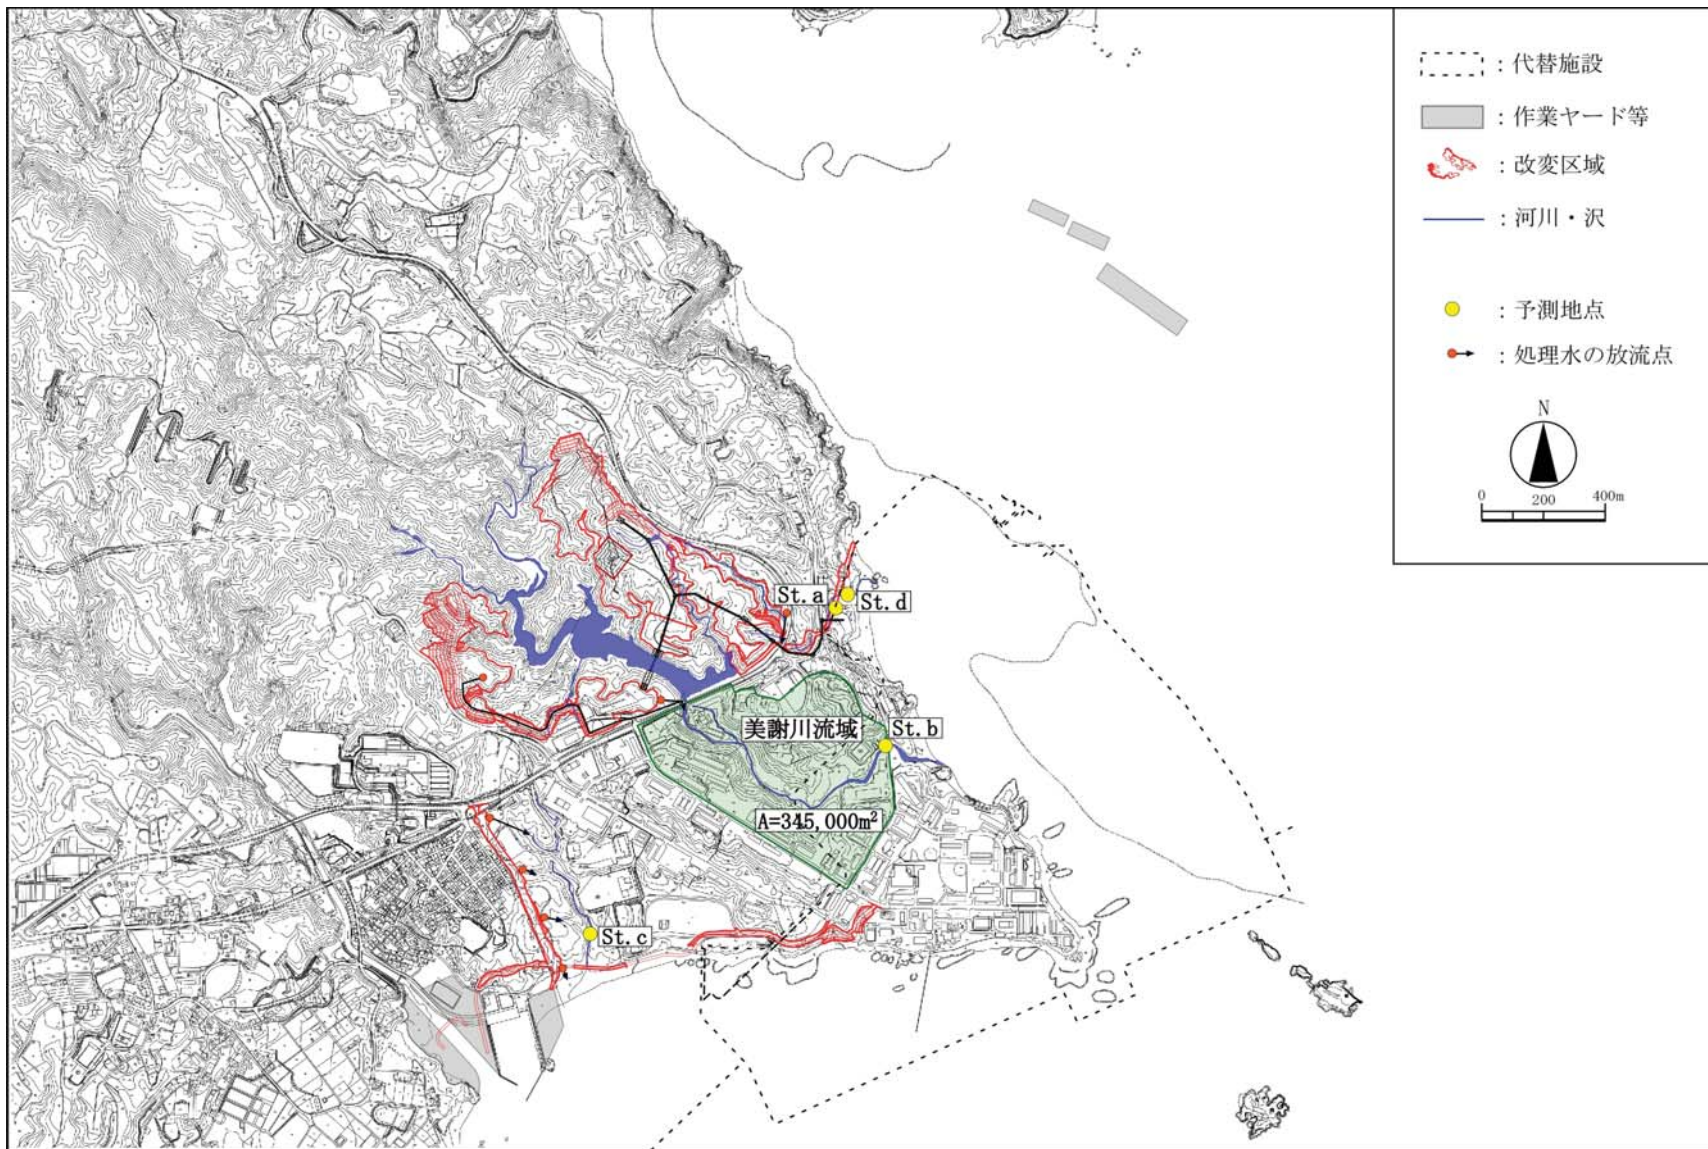 ：代替施設
：作業ヤード等
：改変区域
：河川・沢
：予測地点
：処理水の放流点
N
0 200 400m
St.a
St.d
美謝川流域
St.b
A=345,000m²
St.c